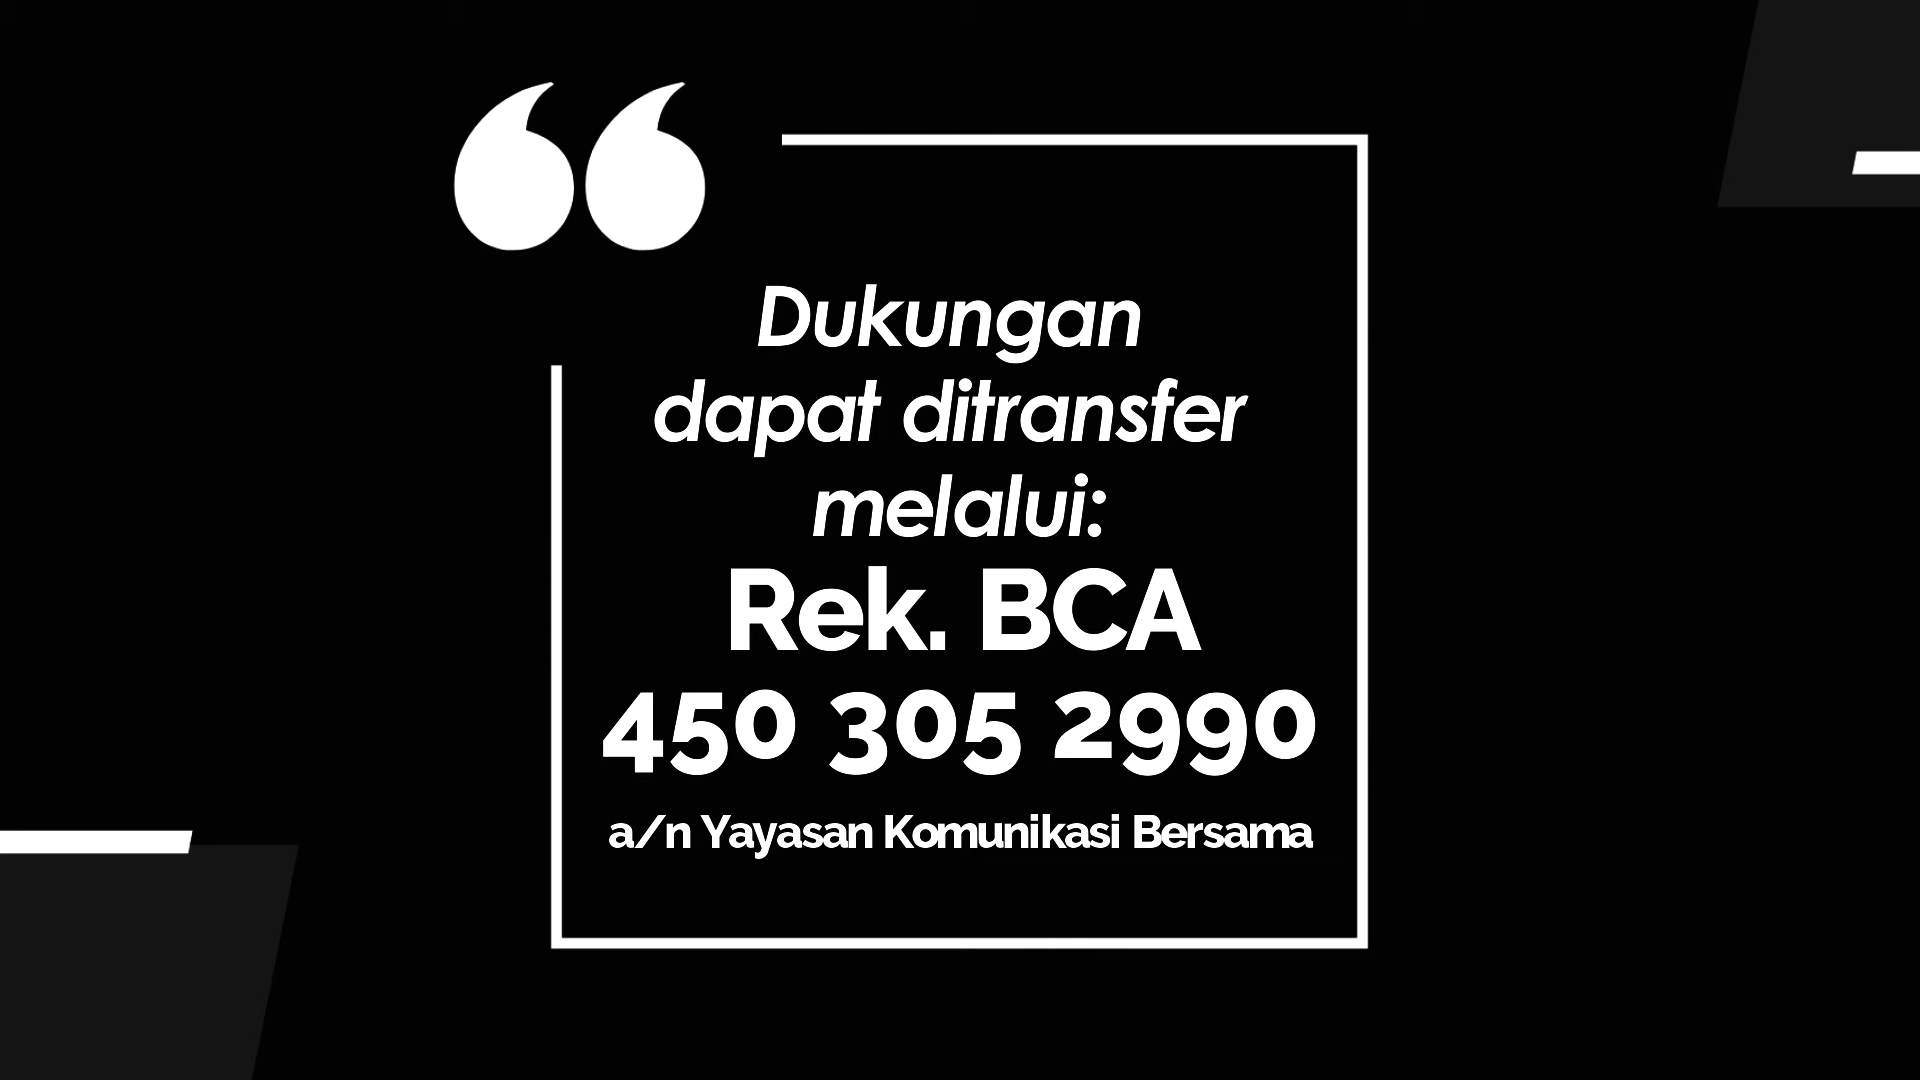 Dukungan
dapat ditransfer
melalui:
Rek. BCA
450 305 2990
a/n Yayasan Komunikasi Bersama